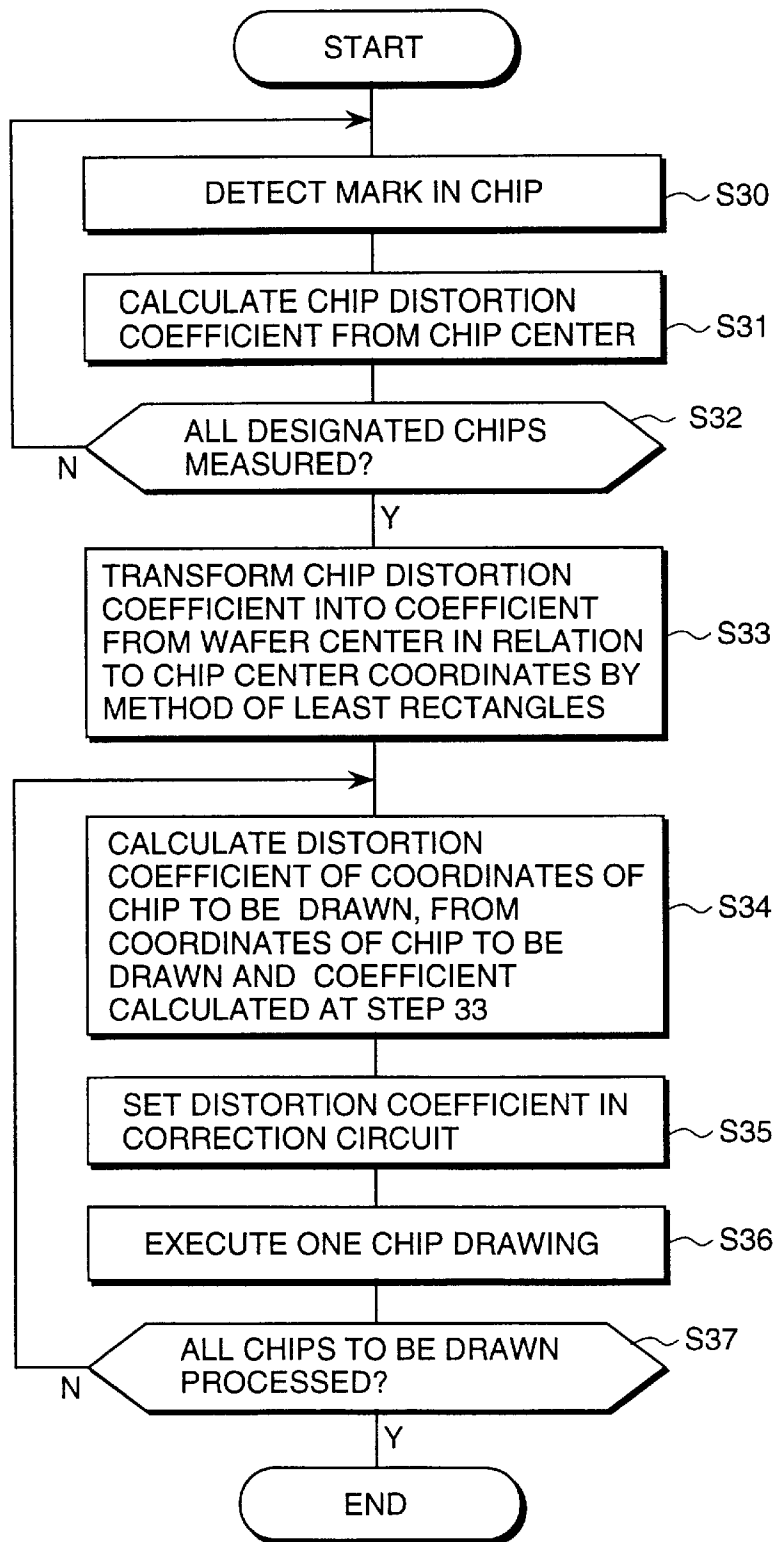 START
DETECT MARK IN CHIP
S30
CALCULATE CHIP DISTORTION
COEFFICIENT FROM CHIP CENTER
S31
ALL DESIGNATED CHIPS
MEASURED?
S32
N
Y
TRANSFORM CHIP DISTORTION
COEFFICIENT INTO COEFFICIENT
FROM WAFER CENTER IN RELATION
TO CHIP CENTER COORDINATES BY
METHOD OF LEAST RECTANGLES
S33
CALCULATE DISTORTION
COEFFICIENT OF COORDINATES OF
CHIP TO BE DRAWN, FROM
COORDINATES OF CHIP TO BE
DRAWN AND COEFFICIENT
CALCULATED AT STEP 33
S34
SET DISTORTION COEFFICIENT IN
CORRECTION CIRCUIT
S35
EXECUTE ONE CHIP DRAWING
S36
ALL CHIPS TO BE DRAWN
PROCESSED?
S37
N
Y
END